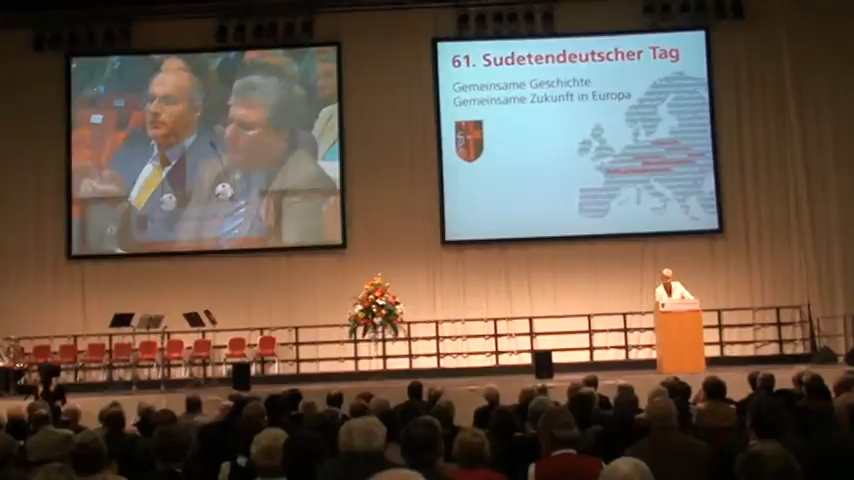 61. Sudetendeutscher Tag
Gemeinsame Geschichte
Gemeinsame Zukunft in Europa